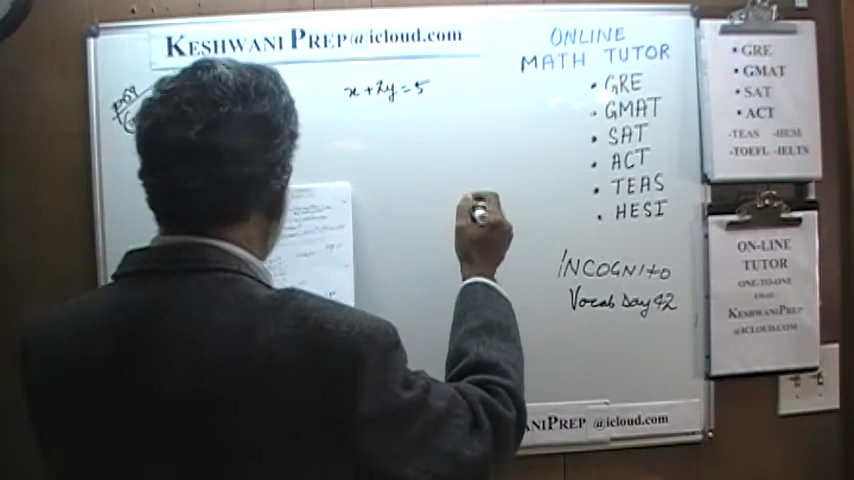 KESHWANI PREP@icloud.com
x+2y=5
ONLINE
MATH TUTOR
• GRE
• GMAT
• SAT
• ACT
• TEAS
• HESI
INCOGNITO
Vocab Day 42
• GRE
• GMAT
• SAT
• ACT
-TEAS -HESI
-TOEFL -IELTS
ON-LINE
TUTOR
ONE-TO-ONE
EMAIL:
KESHWANIPREP
@ICLOUD.COM
ANIPREP @icloud.com